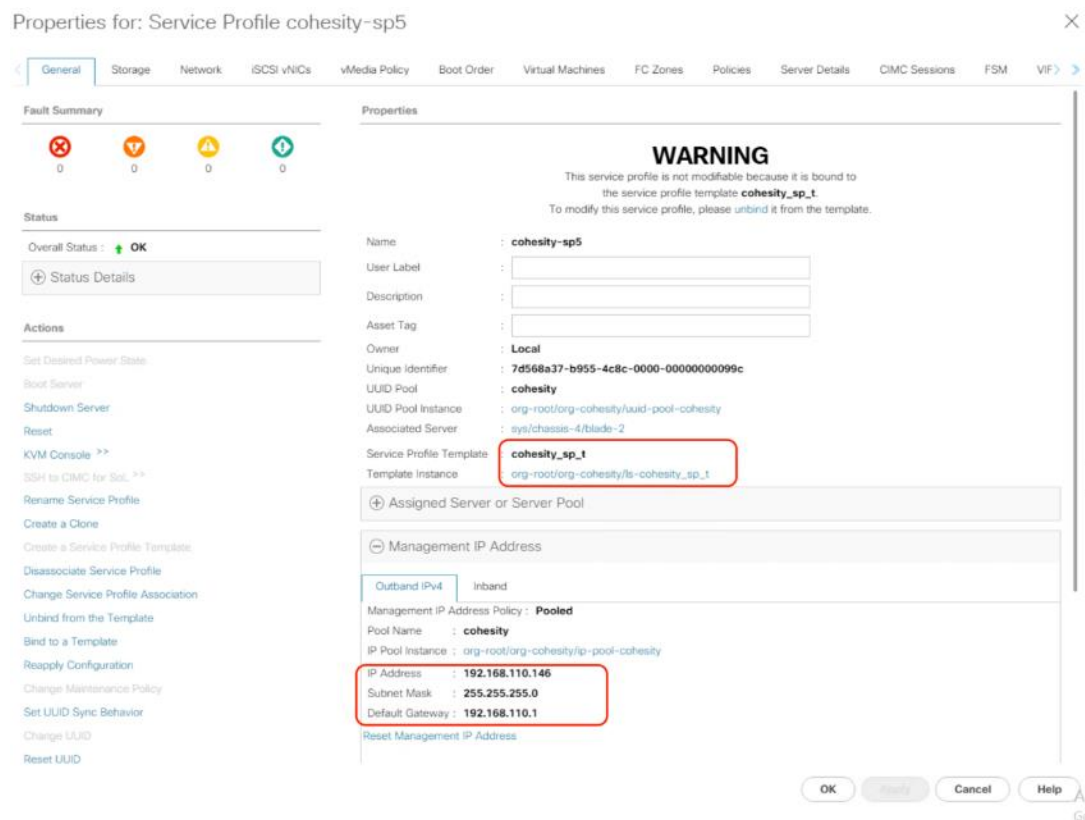 Properties for: Service Profile cohesity-sp5
General Storage Network iSCSI vNICs vMedia Policy Boot Order Virtual Machines FC Zones Policies Server Details CIMC Sessions FSM VIF
Fault Summary
0 0 0 0
Status
Overall Status : OK
Status Details
Actions
Set Desired Power State
Boot Server
Shutdown Server
Reset
KVM Console >>
SSH to CIMC for SoL >>
Rename Service Profile
Create a Clone
Create a Service Profile Template
Disassociate Service Profile
Change Service Profile Association
Unbind from the Template
Bind to a Template
Reapply Configuration
Change Maintenance Policy
Set UUID Sync Behavior
Change UUID
Reset UUID
Properties
WARNING
This service profile is not modifiable because it is bound to
the service profile template cohesity_sp_t.
To modify this service profile, please unbind it from the template.
Name : cohesity-sp5
User Label :
Description :
Asset Tag :
Owner : Local
Unique Identifier : 7d568a37-b955-4c8c-0000-00000000099c
UUID Pool : cohesity
UUID Pool Instance : org-root/org-cohesity/uuid-pool-cohesity
Associated Server : sys/chassis-4/blade-2
Service Profile Template : cohesity_sp_t
Template Instance : org-root/org-cohesity/ls-cohesity_sp_t
Assigned Server or Server Pool
Management IP Address
Outband IPv4 Inband
Management IP Address Policy : Pooled
Pool Name : cohesity
IP Pool Instance : org-root/org-cohesity/ip-pool-cohesity
IP Address : 192.168.110.146
Subnet Mask : 255.255.255.0
Default Gateway : 192.168.110.1
Reset Management IP Address
OK Apply Cancel Help